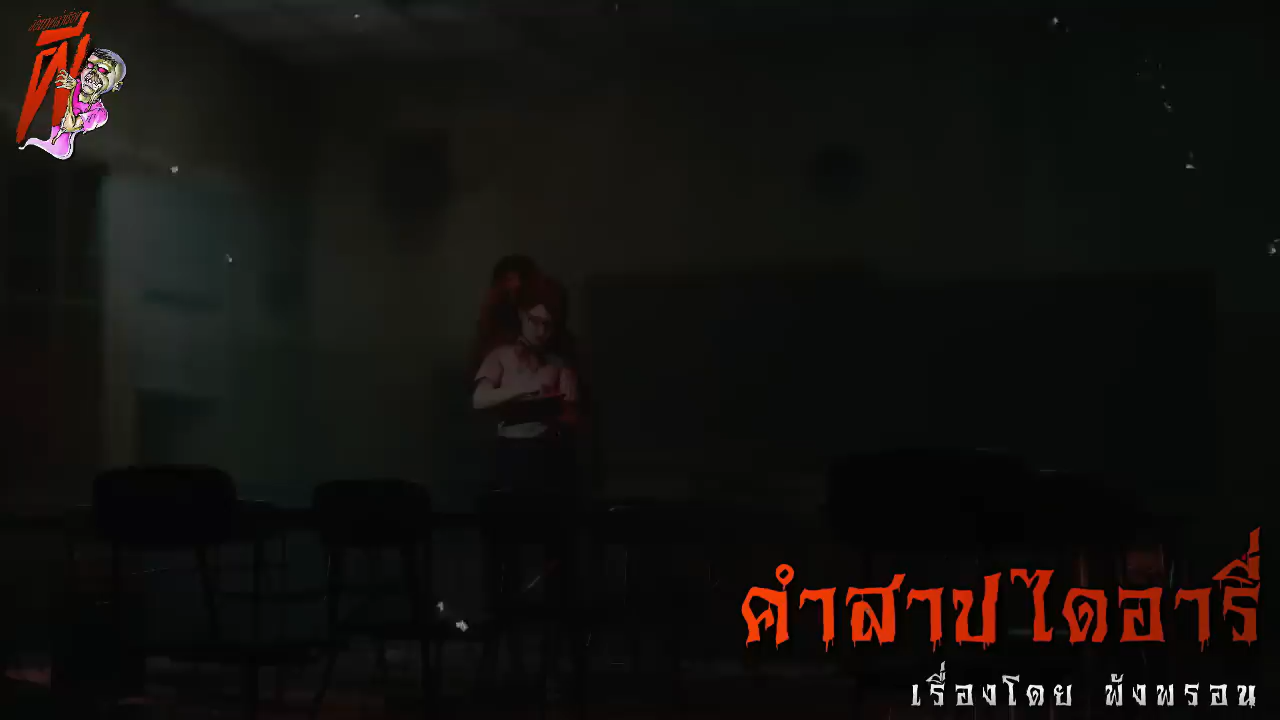 ผี
คำสาปไดอารี่
เรื่องโดย พังพรอน